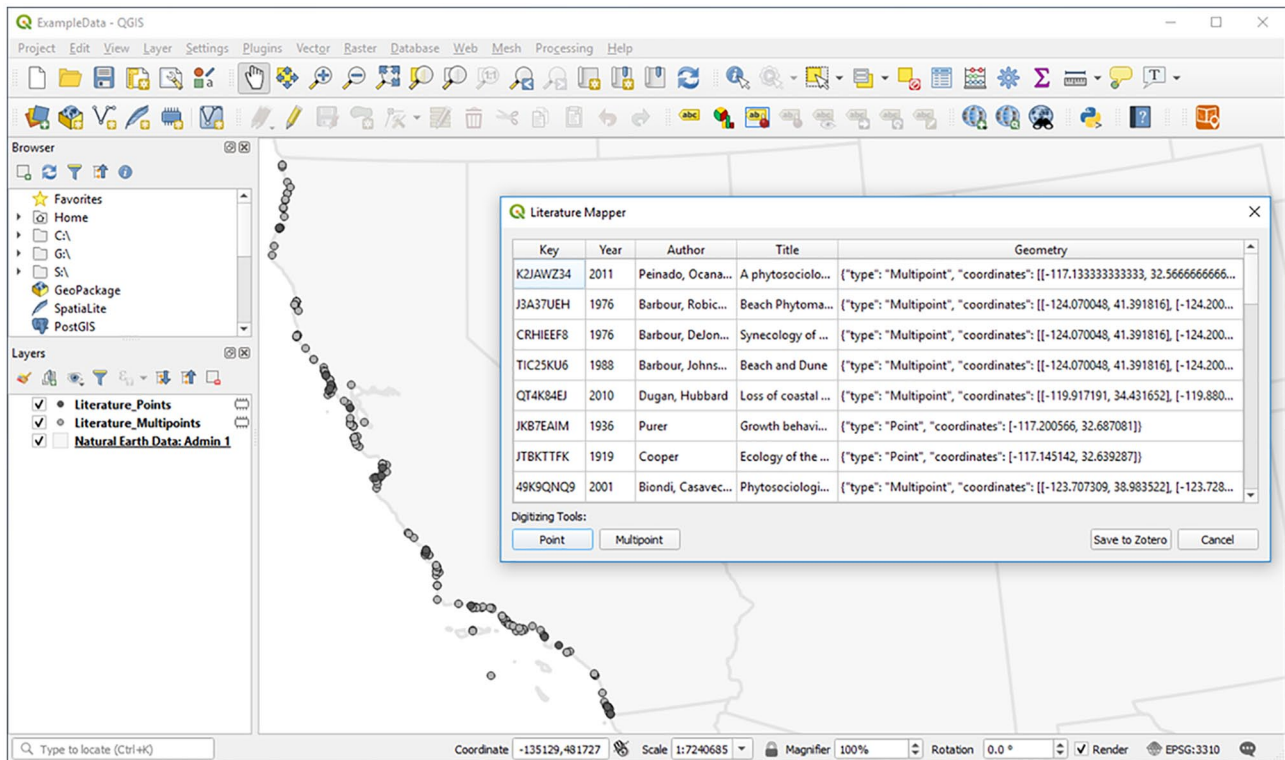 ExampleData - QGIS
Project Edit View Layer Settings Plugins Vector Raster Database Web Mesh Processing Help
Browser
Favorites
Home
C:\
G:\
S:\
GeoPackage
SpatiaLite
PostGIS
Layers
Literature_Points
Literature_Multipoints
Natural Earth Data: Admin 1
Literature Mapper
Key Year Author Title Geometry
K2JAWZ34 2011 Peinado, Ocana... A phytosociolo... {"type": "Multipoint", "coordinates": [[-117.133333333333, 32.5666666666...
J3A37UEH 1976 Barbour, Robic... Beach Phytoma... {"type": "Multipoint", "coordinates": [[-124.070048, 41.391816], [-124.200...
CRHIEEF8 1976 Barbour, DeJon... Synecology of ... {"type": "Multipoint", "coordinates": [[-124.070048, 41.391816], [-124.200...
TIC25KU6 1988 Barbour, Johns... Beach and Dune {"type": "Multipoint", "coordinates": [[-124.070048, 41.391816], [-124.200...
QT4K84EJ 2010 Dugan, Hubbard Loss of coastal ... {"type": "Multipoint", "coordinates": [[-119.917191, 34.431652], [-119.880...
JKB7EAIM 1936 Purer Growth behavi... {"type": "Point", "coordinates": [-117.200566, 32.687081]}
JTBKTTFK 1919 Cooper Ecology of the ... {"type": "Point", "coordinates": [-117.145142, 32.639287]}
49K9QNQ9 2001 Biondi, Casavec... Phytosociologi... {"type": "Multipoint", "coordinates": [[-123.707309, 38.983522], [-123.728...
Digitizing Tools:
Point Multipoint Save to Zotero Cancel
Type to locate (Ctrl+K) Coordinate -135129,481727 Scale 1:7240685 Magnifier 100% Rotation 0.0 ° Render EPSG:3310